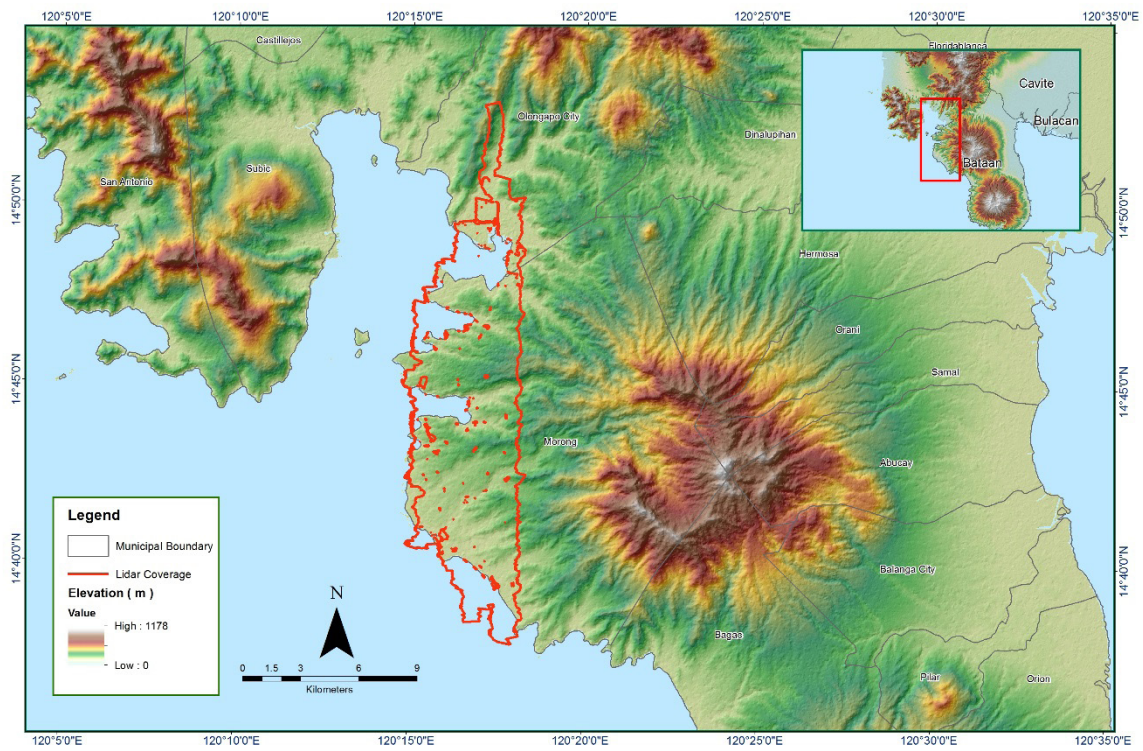 120°5'0"E 120°10'0"E 120°15'0"E 120°20'0"E 120°25'0"E 120°30'0"E 120°35'0"E
Castillejos
Floridablanca
Cavite
Olongapo City
Bulacan
Dinalupihan
Bataar
San Antonio
Subic
14°50'0"N
14°50'0"N
Hermosa
Orani
Samal
14°45'0"N
14°45'0"N
Morong
Abucay
Legend
Municipal Boundary
Lidar Coverage
Elevation ( m )
Value
High : 1178
Low : 0
14°40'0"N
14°40'0"N
Balanga City
N
Bagac
0 1.5 3 6 9
Kilometers
Pilar
Orion
120°5'0"E 120°10'0"E 120°15'0"E 120°20'0"E 120°25'0"E 120°30'0"E 120°35'0"E